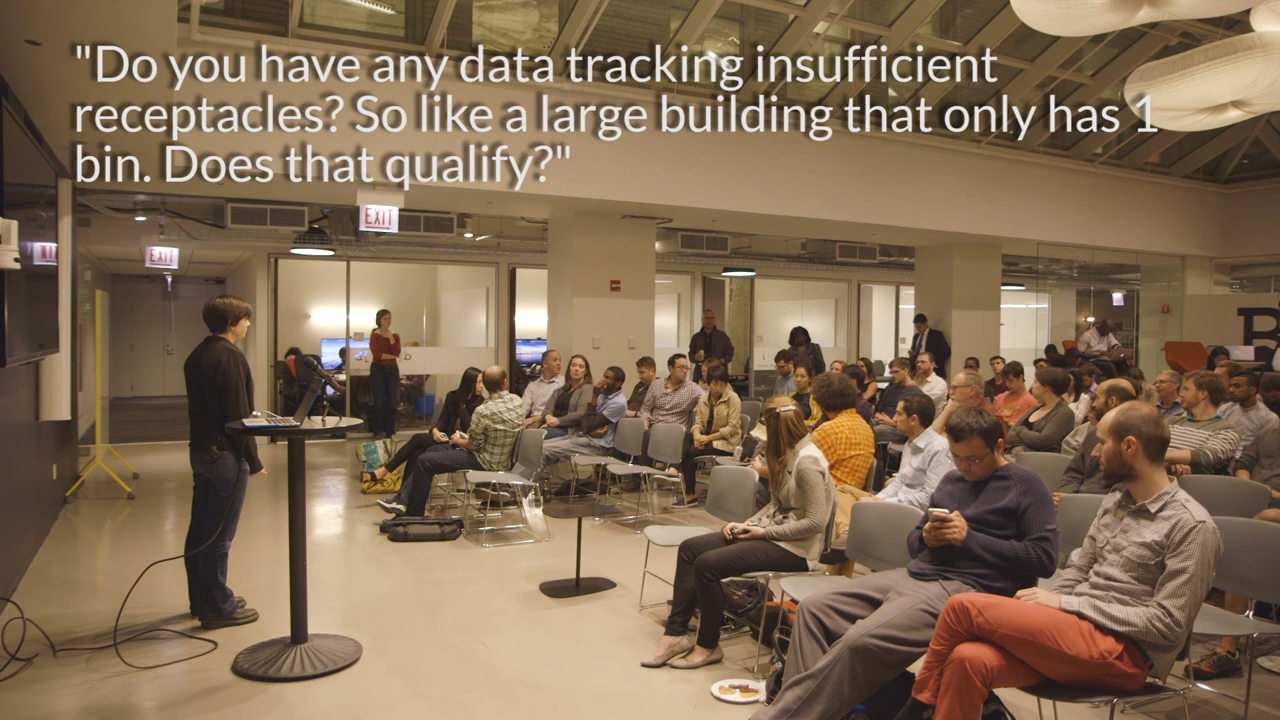 "Do you have any data tracking insufficient
receptacles? So like a large building that only has 1
bin. Does that qualify?"
EXIT
EXIT